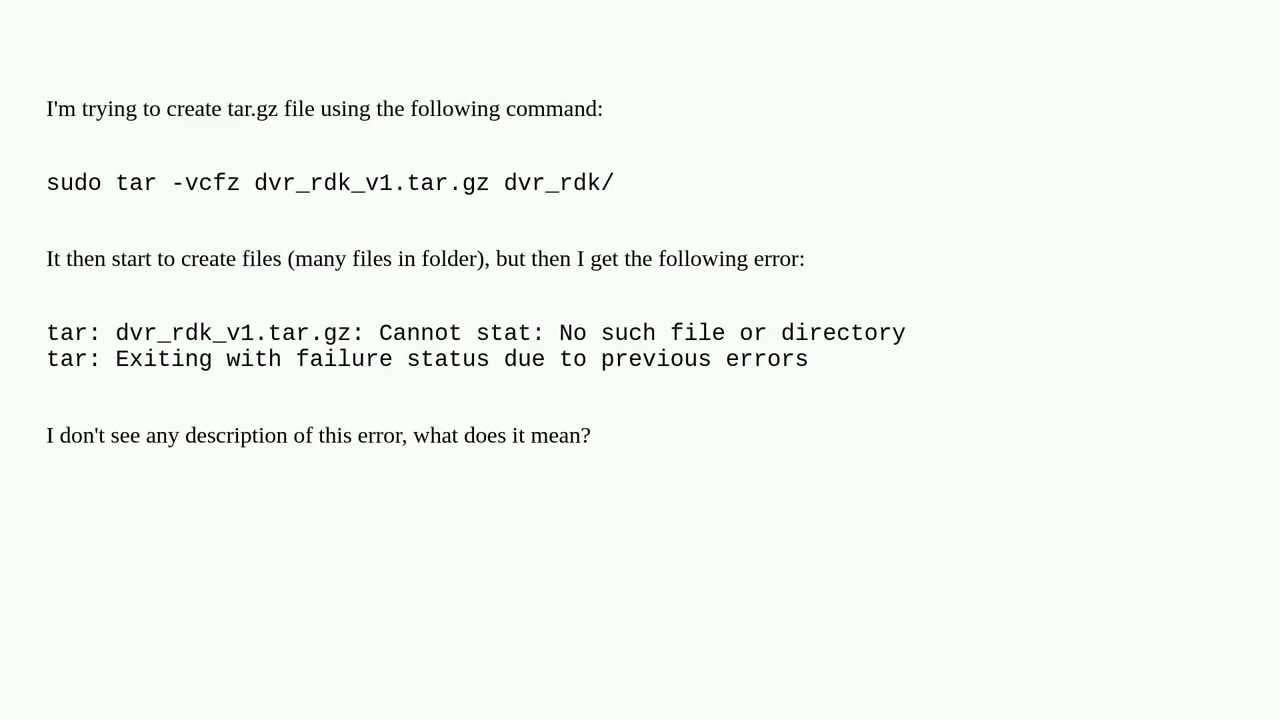 I'm trying to create tar.gz file using the following command:
sudo tar -vcfz dvr_rdk_v1.tar.gz dvr_rdk/
It then start to create files (many files in folder), but then I get the following error:
tar: dvr_rdk_v1.tar.gz: Cannot stat: No such file or directory
tar: Exiting with failure status due to previous errors
I don't see any description of this error, what does it mean?